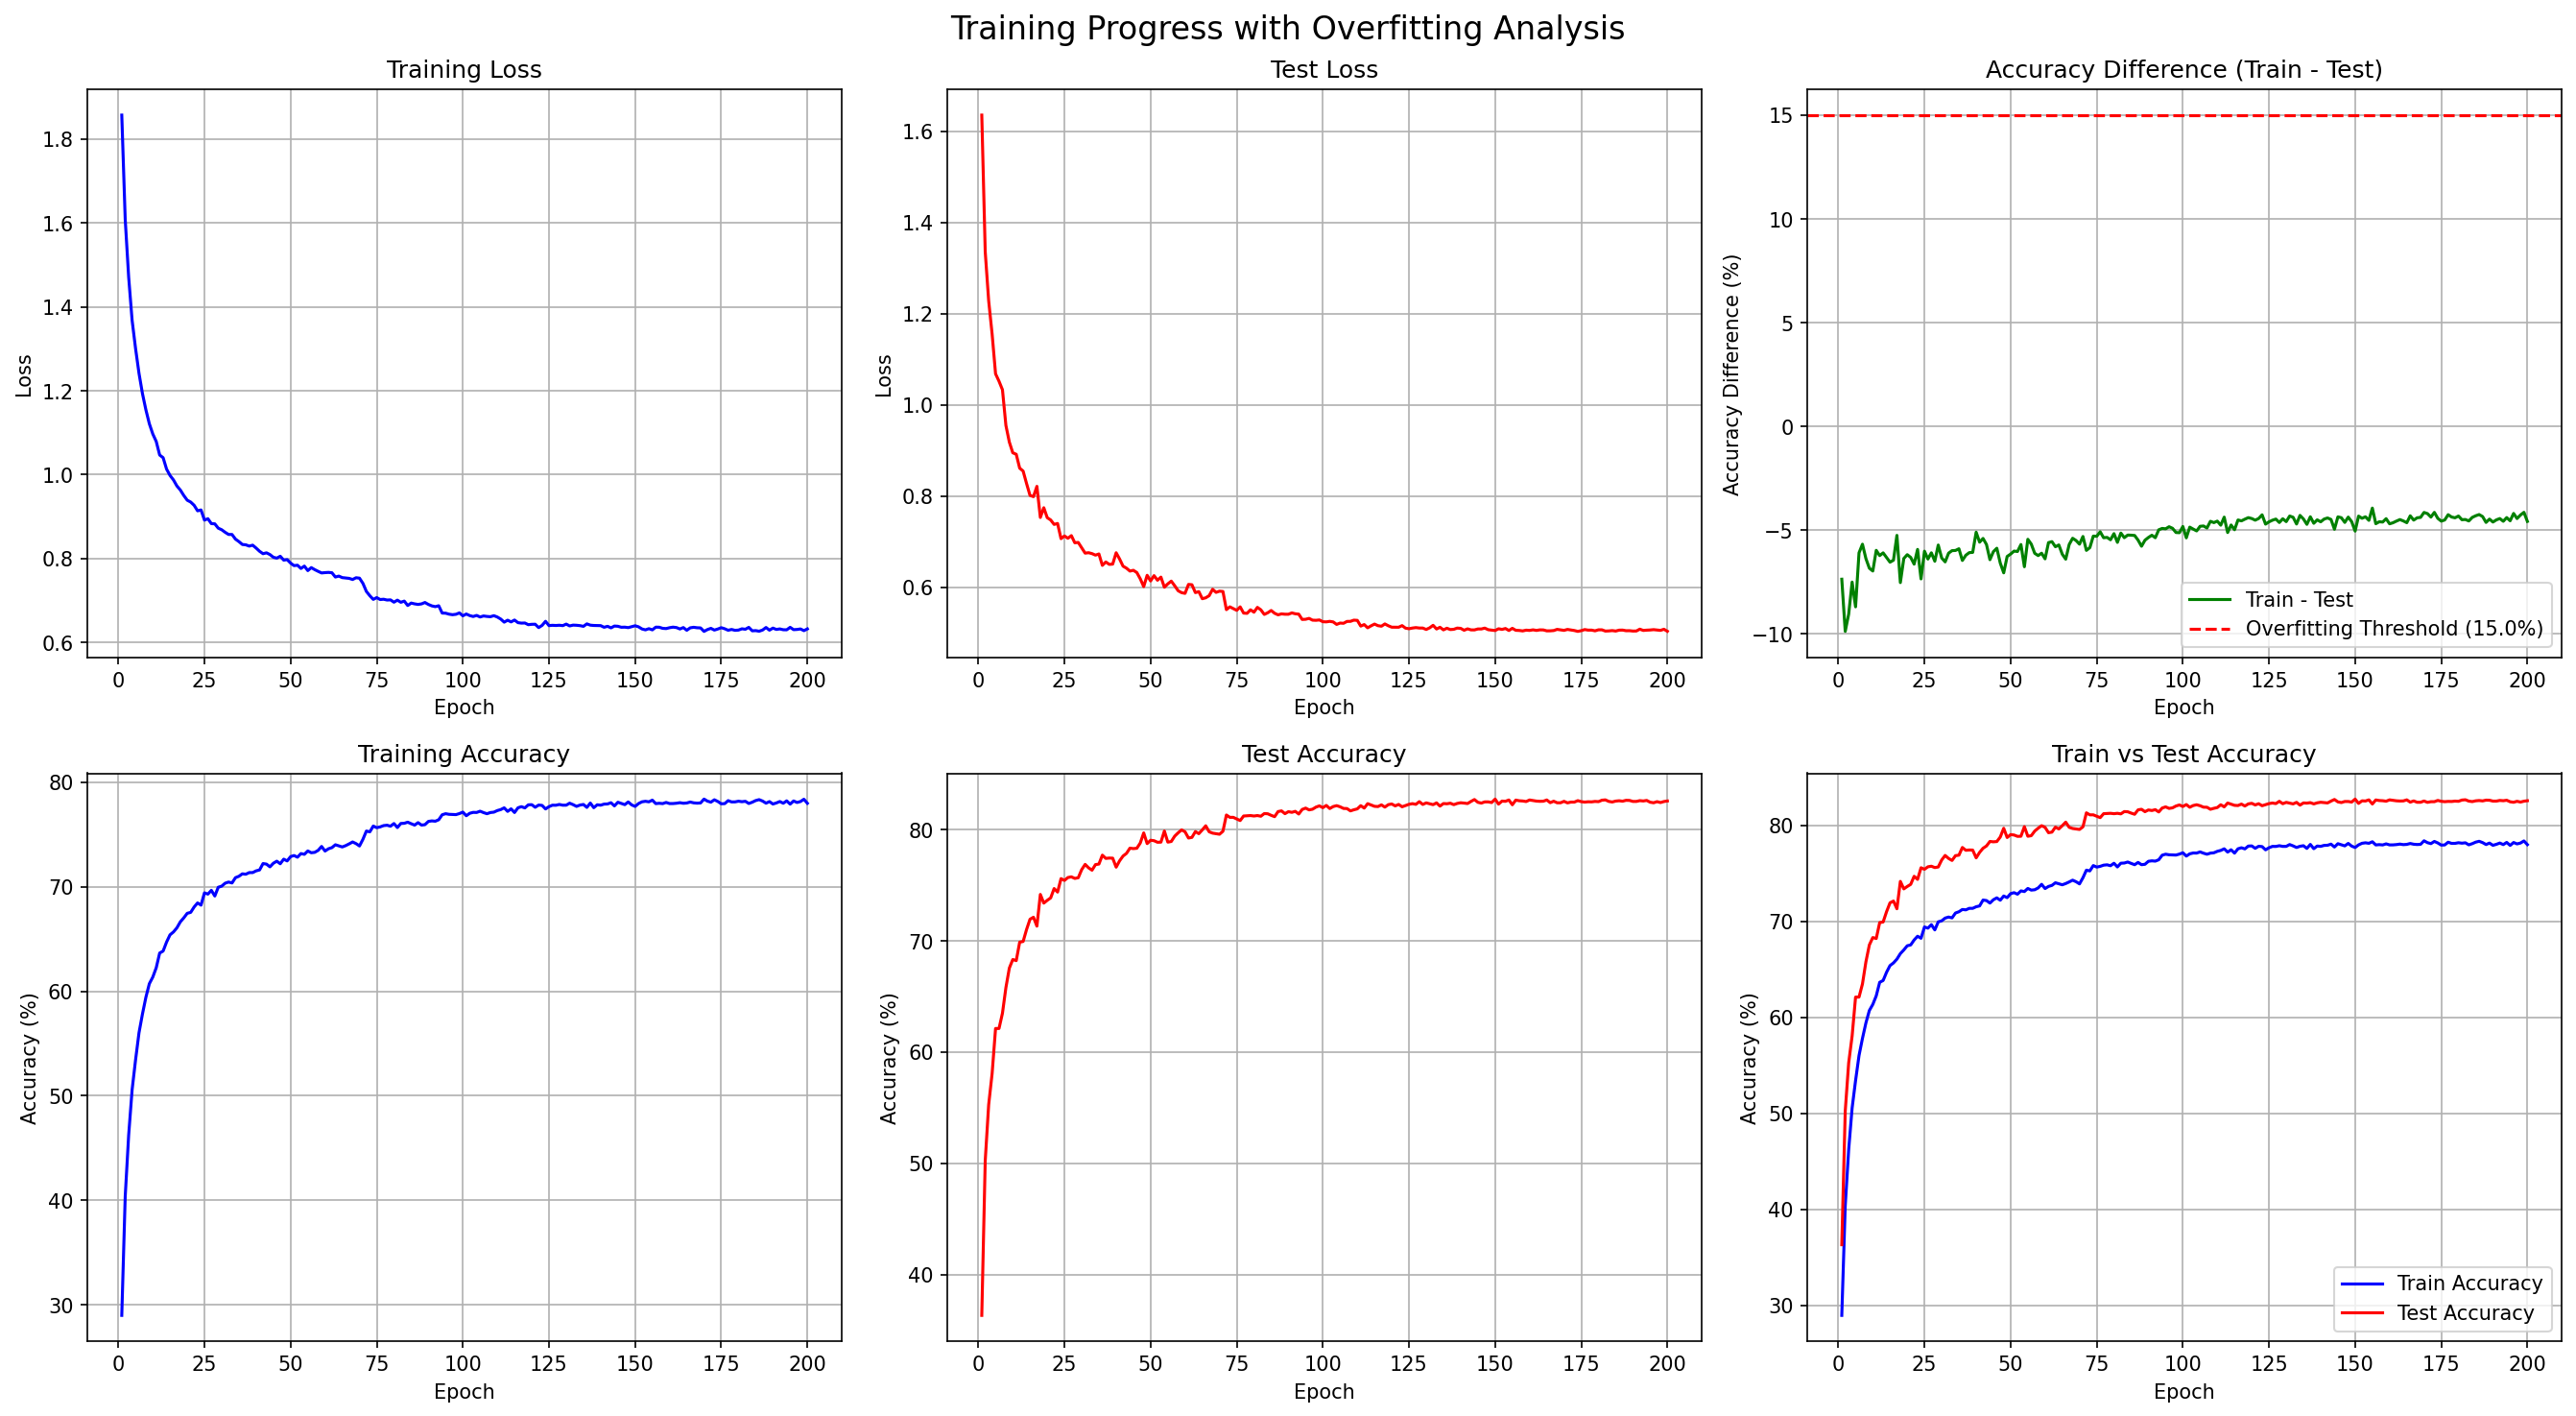 Training Progress with Overfitting Analysis
Training Loss
Loss
1.8
1.6
1.4
1.2
1.0
0.8
0.6
0 25 50 75 100 125 150 175 200
Epoch
Test Loss
Loss
1.6
1.4
1.2
1.0
0.8
0.6
0 25 50 75 100 125 150 175 200
Epoch
Accuracy Difference (Train - Test)
Accuracy Difference (%)
15
10
5
0
−5
−10
Train - Test
Overfitting Threshold (15.0%)
0 25 50 75 100 125 150 175 200
Epoch
Training Accuracy
Accuracy (%)
80
70
60
50
40
30
0 25 50 75 100 125 150 175 200
Epoch
Test Accuracy
Accuracy (%)
80
70
60
50
40
0 25 50 75 100 125 150 175 200
Epoch
Train vs Test Accuracy
Accuracy (%)
80
70
60
50
40
30
Train Accuracy
Test Accuracy
0 25 50 75 100 125 150 175 200
Epoch